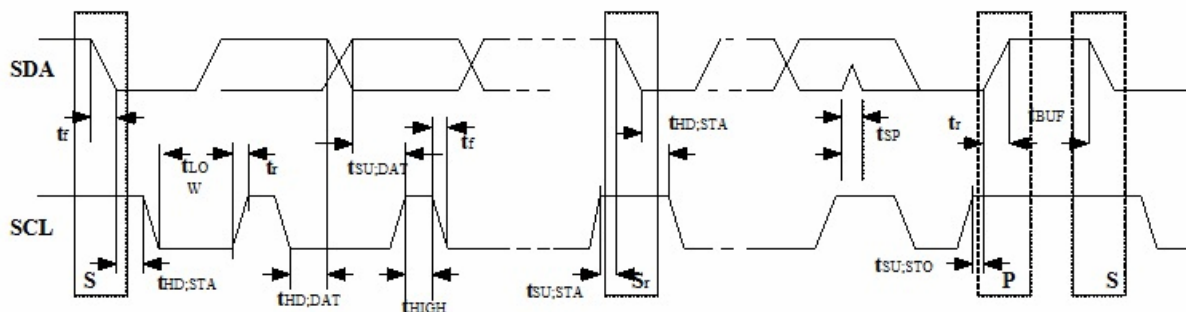 SDA
tf
tLO
W
tr
tSU;DAT
tf
tHD;STA
tSP
tr
tBUF
SCL
S
tHD;STA
tHD;DAT
tHIGH
tSU;STA
Sr
tSU;STO
P
S